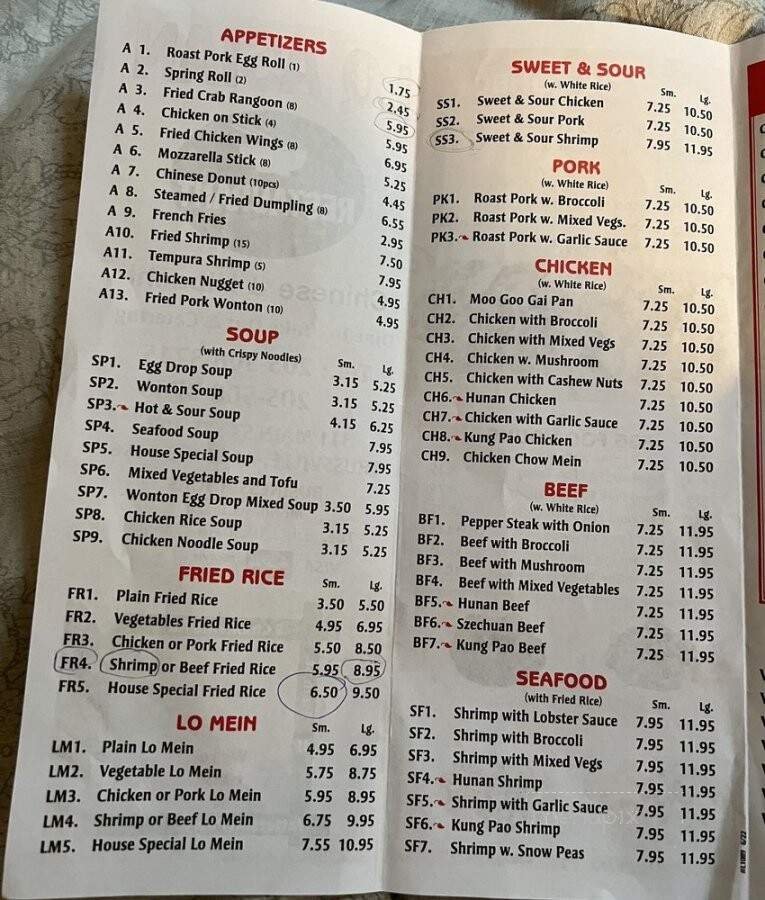 APPETIZERS
A 1. Roast Pork Egg Roll (1) 1.75
A 2. Spring Roll (2) 2.45
A 3. Fried Crab Rangoon (8) 5.95
A 4. Chicken on Stick (4) 5.95
A 5. Fried Chicken Wings (8) 6.95
A 6. Mozzarella Stick (8) 5.25
A 7. Chinese Donut (10pcs) 4.45
A 8. Steamed / Fried Dumpling (8) 6.55
A 9. French Fries 2.95
A10. Fried Shrimp (15) 7.50
A11. Tempura Shrimp (5) 7.95
A12. Chicken Nugget (10) 4.95
A13. Fried Pork Wonton (10) 4.95
SOUP
(with Crispy Noodles) Sm. Lg.
SP1. Egg Drop Soup 3.15 5.25
SP2. Wonton Soup 3.15 5.25
SP3. Hot & Sour Soup 4.15 6.25
SP4. Seafood Soup 7.95
SP5. House Special Soup 7.95
SP6. Mixed Vegetables and Tofu 7.25
SP7. Wonton Egg Drop Mixed Soup 3.50 5.95
SP8. Chicken Rice Soup 3.15 5.25
SP9. Chicken Noodle Soup 3.15 5.25
FRIED RICE Sm. Lg.
FR1. Plain Fried Rice 3.50 5.50
FR2. Vegetables Fried Rice 4.95 6.95
FR3. Chicken or Pork Fried Rice 5.50 8.50
FR4. Shrimp or Beef Fried Rice 5.95 8.95
FR5. House Special Fried Rice 6.50 9.50
LO MEIN Sm. Lg.
LM1. Plain Lo Mein 4.95 6.95
LM2. Vegetable Lo Mein 5.75 8.75
LM3. Chicken or Pork Lo Mein 5.95 8.95
LM4. Shrimp or Beef Lo Mein 6.75 9.95
LM5. House Special Lo Mein 7.55 10.95
SWEET & SOUR
(w. White Rice) Sm. Lg.
SS1. Sweet & Sour Chicken 7.25 10.50
SS2. Sweet & Sour Pork 7.25 10.50
SS3. Sweet & Sour Shrimp 7.95 11.95
PORK
(w. White Rice) Sm. Lg.
PK1. Roast Pork w. Broccoli 7.25 10.50
PK2. Roast Pork w. Mixed Vegs. 7.25 10.50
PK3. Roast Pork w. Garlic Sauce 7.25 10.50
CHICKEN
(w. White Rice) Sm. Lg.
CH1. Moo Goo Gai Pan 7.25 10.50
CH2. Chicken with Broccoli 7.25 10.50
CH3. Chicken with Mixed Vegs 7.25 10.50
CH4. Chicken w. Mushroom 7.25 10.50
CH5. Chicken with Cashew Nuts 7.25 10.50
CH6. Hunan Chicken 7.25 10.50
CH7. Chicken with Garlic Sauce 7.25 10.50
CH8. Kung Pao Chicken 7.25 10.50
CH9. Chicken Chow Mein 7.25 10.50
BEEF
(w. White Rice) Sm. Lg.
BF1. Pepper Steak with Onion 7.25 11.95
BF2. Beef with Broccoli 7.25 11.95
BF3. Beef with Mushroom 7.25 11.95
BF4. Beef with Mixed Vegetables 7.25 11.95
BF5. Hunan Beef 7.25 11.95
BF6. Szechuan Beef 7.25 11.95
BF7. Kung Pao Beef 7.25 11.95
SEAFOOD
(with Fried Rice) Sm. Lg.
SF1. Shrimp with Lobster Sauce 7.95 11.95
SF2. Shrimp with Broccoli 7.95 11.95
SF3. Shrimp with Mixed Vegs 7.95 11.95
SF4. Hunan Shrimp 7.95 11.95
SF5. Shrimp with Garlic Sauce 7.95 11.95
SF6. Kung Pao Shrimp 7.95 11.95
SF7. Shrimp w. Snow Peas 7.95 11.95
6/22